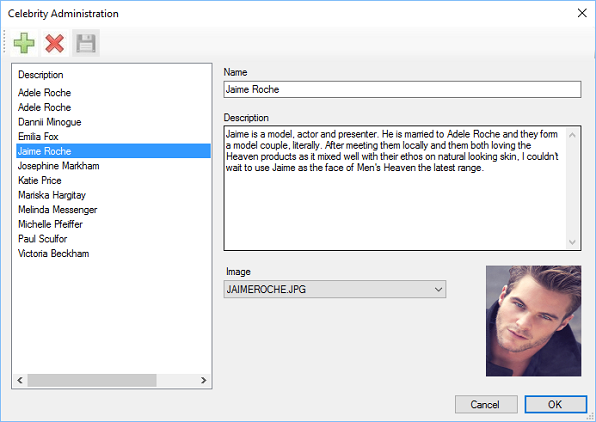 Celebrity Administration
Description
Adele Roche
Adele Roche
Dannii Minogue
Emilia Fox
Jaime Roche
Josephine Markham
Katie Price
Mariska Hargitay
Melinda Messenger
Michelle Pfeiffer
Paul Sculfor
Victoria Beckham
Name
Jaime Roche
Description
Jaime is a model, actor and presenter. He is married to Adele Roche and they form
a model couple, literally. After meeting them locally and them both loving the
Heaven products as it mixed well with their ethos on natural looking skin, I couldn't
wait to use Jaime as the face of Men's Heaven the latest range.
Image
JAIMEROCHE.JPG
Cancel
OK